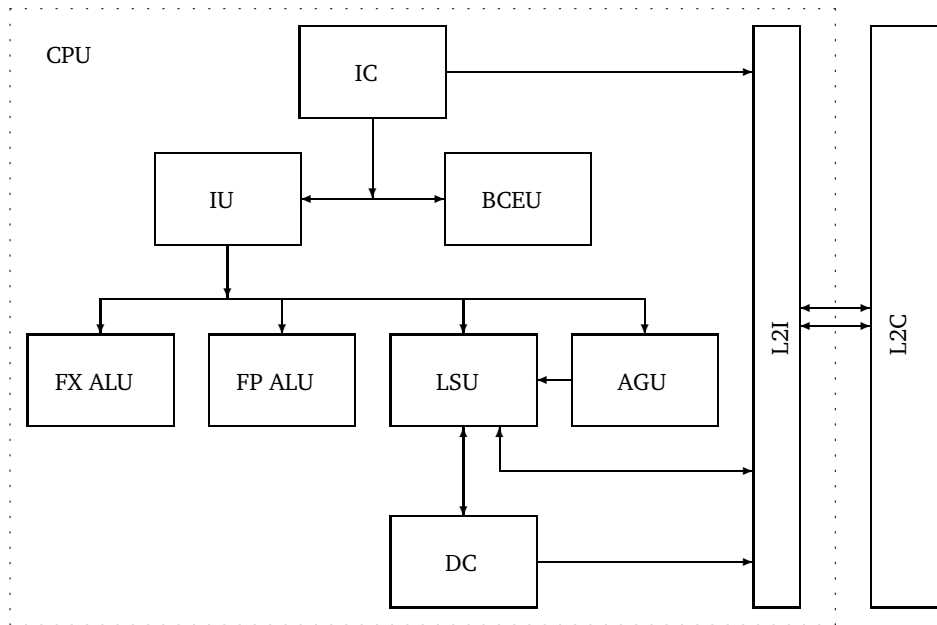 CPU
IC
IU
BCEU
FX ALU
FP ALU
LSU
AGU
DC
L2I
L2C